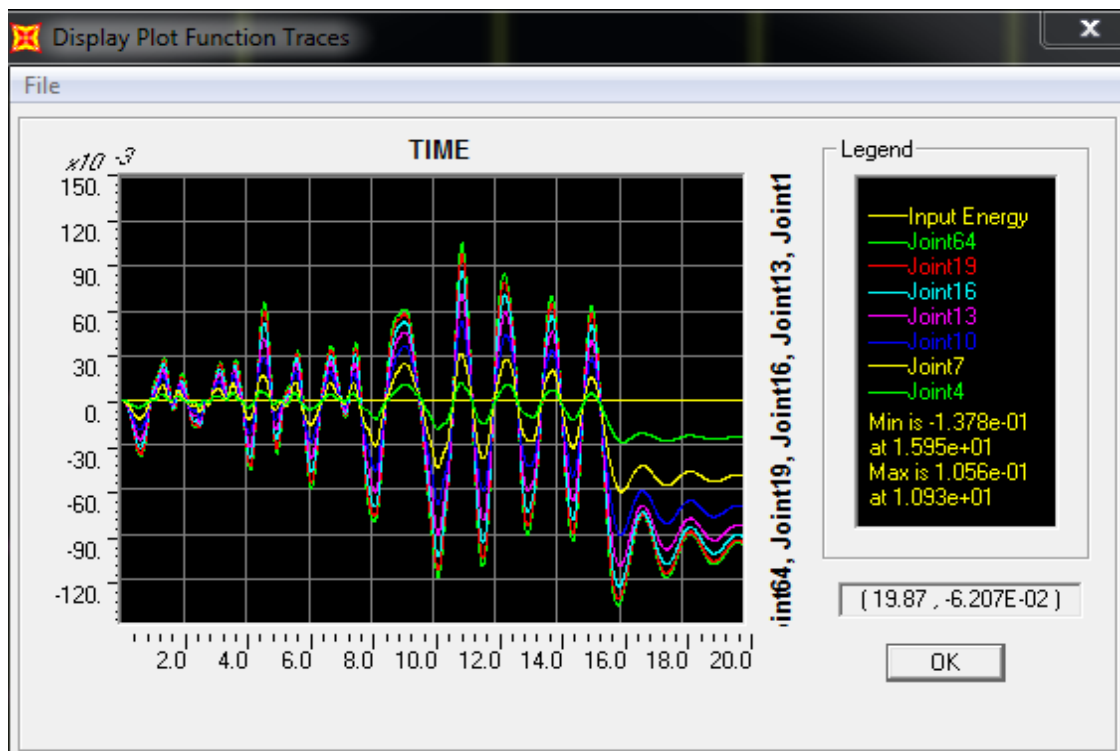 Display Plot Function Traces
x
File
x10 -3
TIME
150.
120.
90.
60.
30.
0.
-30.
-60.
-90.
-120.
2.0 4.0 6.0 8.0 10.0 12.0 14.0 16.0 18.0 20.0
int64, Joint19, Joint16, Joint13, Joint1
Legend
Input Energy
Joint64
Joint19
Joint16
Joint13
Joint10
Joint7
Joint4
Min is -1.378e-01
at 1.595e+01
Max is 1.056e-01
at 1.093e+01
( 19.87 , -6.207E-02 )
OK